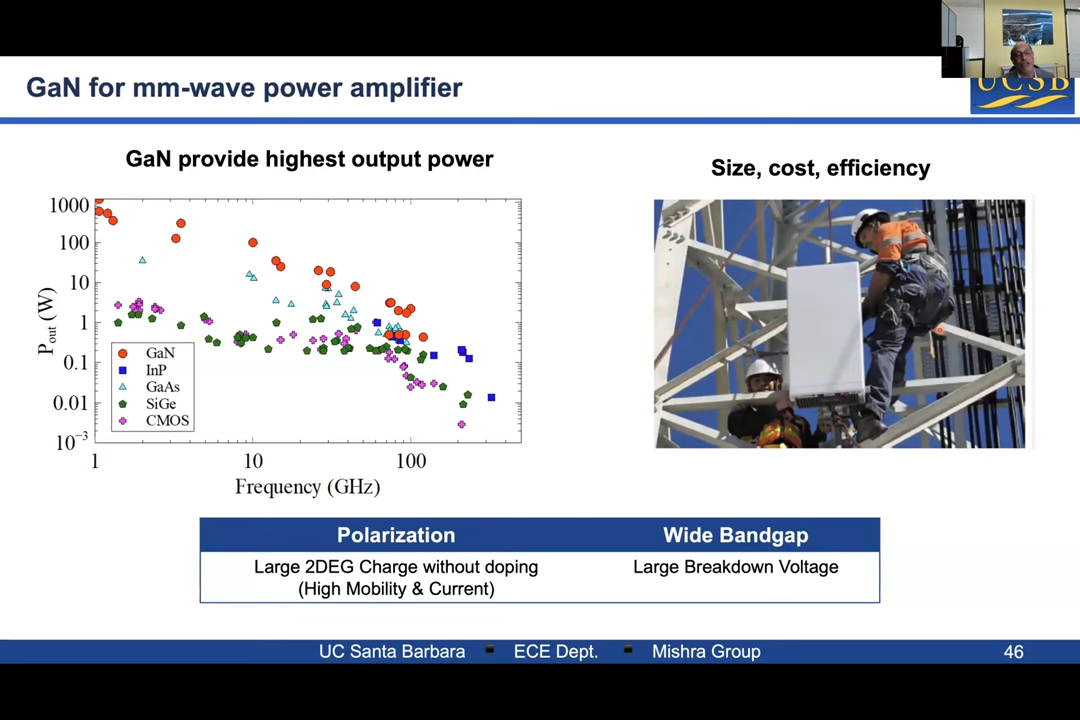 GaN for mm-wave power amplifier
UCSB
GaN provide highest output power
Size, cost, efficiency
1000
100
10
1
0.1
0.01
10⁻³
Pout (W)
GaN
InP
GaAs
SiGe
CMOS
1
10
100
Frequency (GHz)
Polarization
Wide Bandgap
Large 2DEG Charge without doping
(High Mobility & Current)
Large Breakdown Voltage
UC Santa Barbara ▪ ECE Dept. ▪ Mishra Group
46